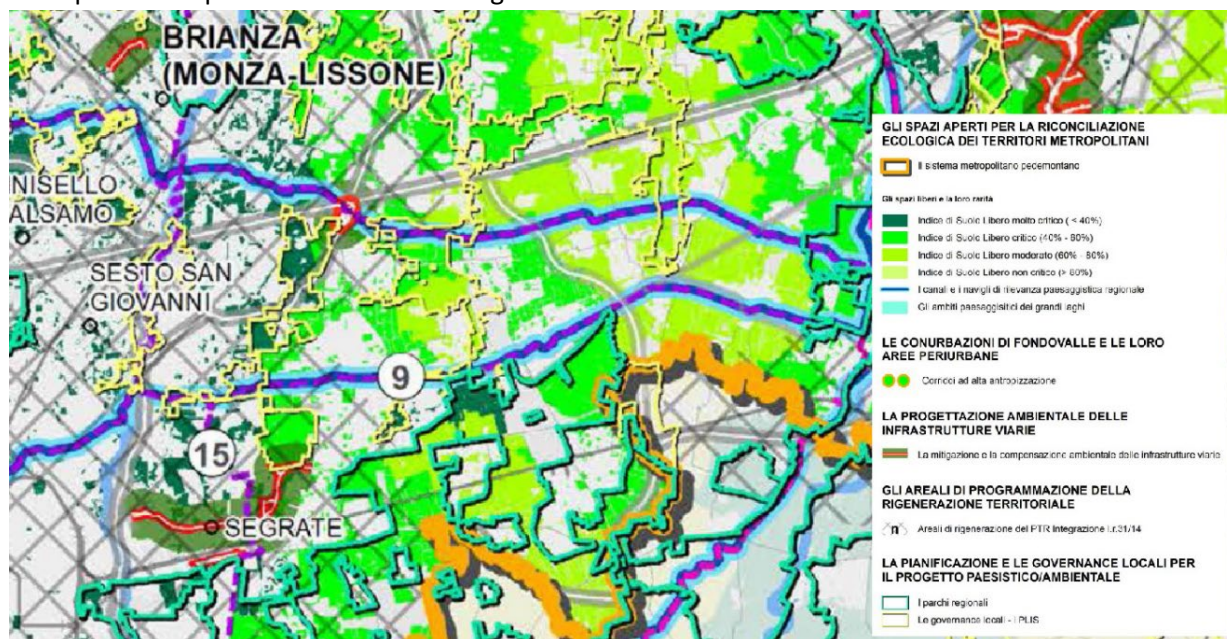 BRIANZA
(MONZA-LISSONE)
NISELLO
ALSAMO
SESTO SAN
GIOVANNI
9
15
SEGRATE
GLI SPAZI APERTI PER LA RICONCILIAZIONE
ECOLOGICA DEI TERRITORI METROPOLITANI
Il sistema metropolitano pedemontano
Gli spazi liberi e la loro rarità
Indice di Suolo Libero molto critico ( < 40%)
Indice di Suolo Libero critico (40% - 60%)
Indice di Suolo Libero moderato (60% - 80%)
Indice di Suolo Libero non critico (> 80%)
I canali e i navigli di rilevanza paesaggistica regionale
Gli ambiti paesaggistici dei grandi laghi
LE CONURBAZIONI DI FONDOVALLE E LE LORO
AREE PERIURBANE
Corridoi ad alta antropizzazione
LA PROGETTAZIONE AMBIENTALE DELLE
INFRASTRUTTURE VIARIE
La mitigazione e la compensazione ambientale delle infrastrutture viarie
GLI AREALI DI PROGRAMMAZIONE DELLA
RIGENERAZIONE TERRITORIALE
n Areali di rigenerazione del PTR Integrazione l.r.31/14
LA PIANIFICAZIONE E LE GOVERNANCE LOCALI PER
IL PROGETTO PAESISTICO/AMBIENTALE
I parchi regionali
Le governance locali - I PLIS